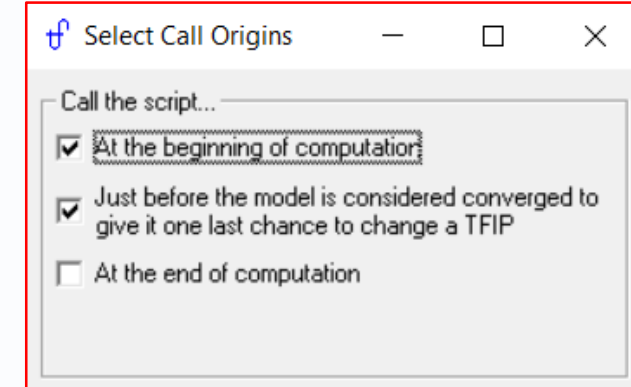 Select Call Origins
Call the script...
At the beginning of computation
Just before the model is considered converged to
give it one last chance to change a TFIP
At the end of computation